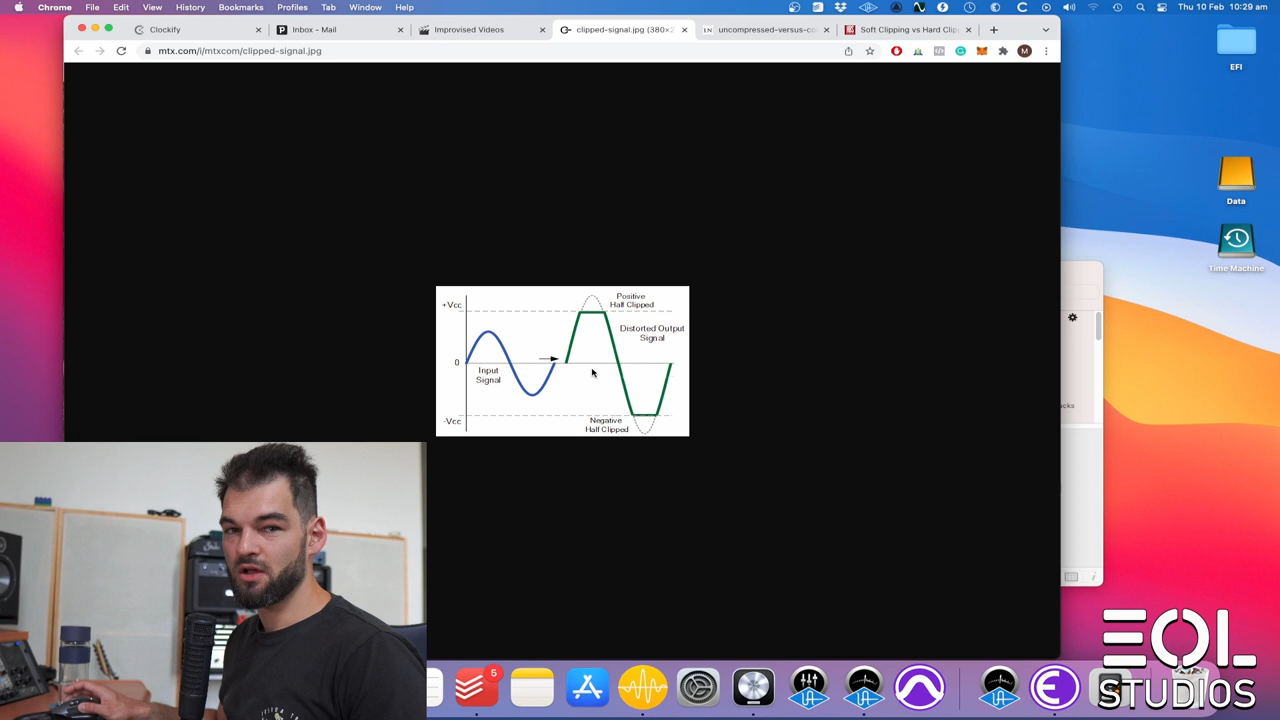 Chrome File Edit View History Bookmarks Profiles Tab Window Help
Thu 10 Feb 10:29 am
Clockify
Inbox - Mail
Improvised Videos
clipped-signal.jpg (380×2
uncompressed-versus-co
Soft Clipping vs Hard Clip
mtx.com/i/mtxcom/clipped-signal.jpg
M
EFI
Data
Time Machine
+Vcc
Positive
Half Clipped
Distorted Output
Signal
0
Input
Signal
-Vcc
Negative
Half Clipped
acks
5
EOL
STUDIOS